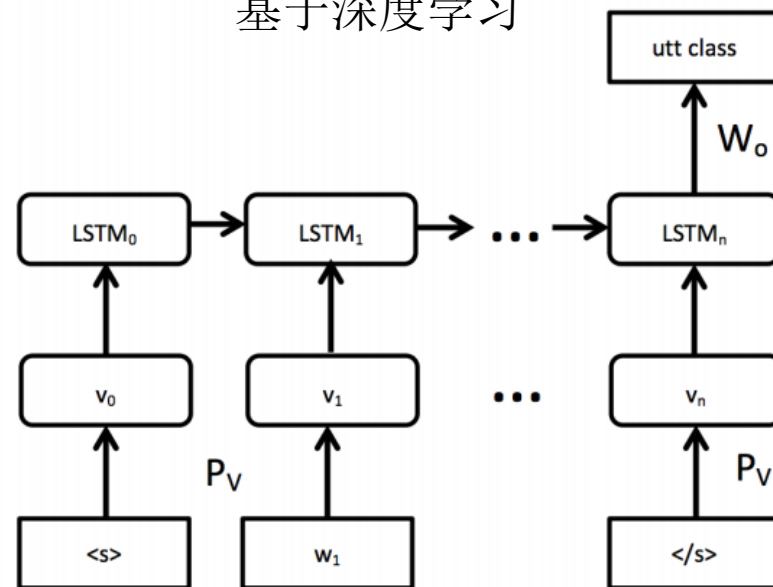 基于深度学习
utt class
Wo
LSTM0 LSTM1 ... LSTMn
v0 v1 ... vn
PV PV
<s> w1 </s>